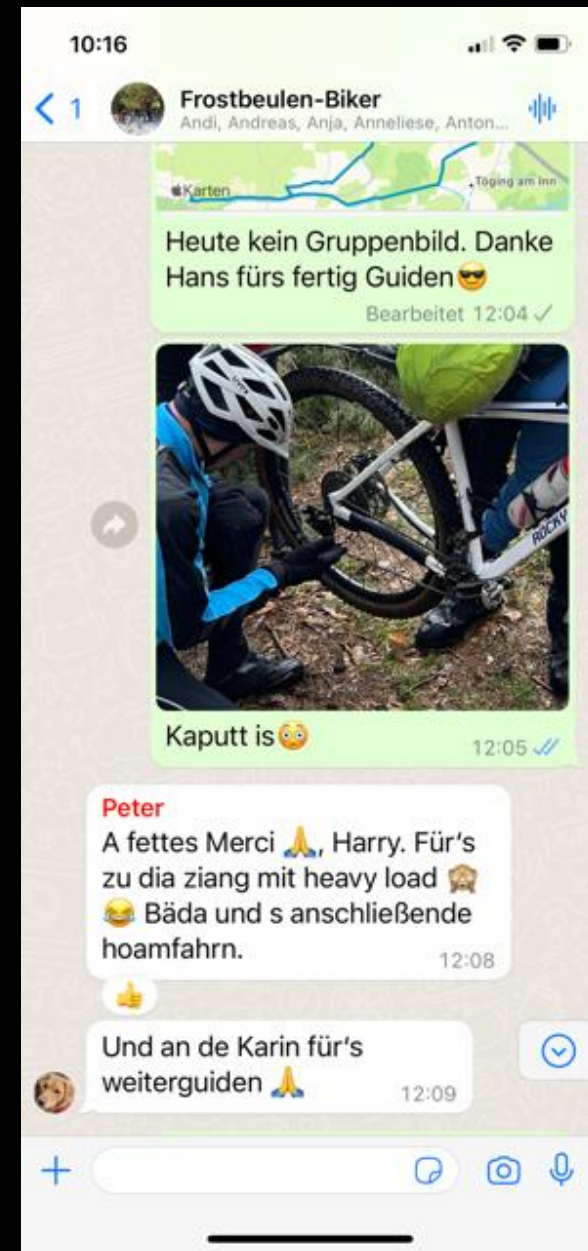 10:16
1
Frostbeulen-Biker
Andi, Andreas, Anja, Anneliese, Anton...
Karten
Töging am Inn
Heute kein Gruppenbild. Danke
Hans fürs fertig Guiden😎
Bearbeitet 12:04
uvex
ROCKY
Kaputt is😳
12:05
Peter
A fettes Merci 🙏, Harry. Für's
zu dia ziang mit heavy load 🙈
😂 Bäda und s anschließende
hoamfahrn.
12:08
👍
Und an de Karin für's
weiterguiden 🙏
12:09